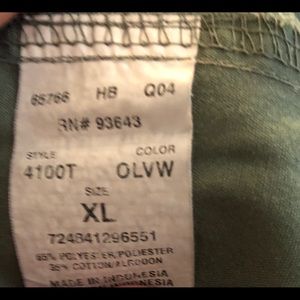 65766 HB Q04
RN# 93643
STYLE COLOR
4100T OLVW
SIZE
XL
724841296551
65% POLYESTER/POLIESTER
35% COTTON/ALGODON
MADE IN INDONESIA
INDONESIA